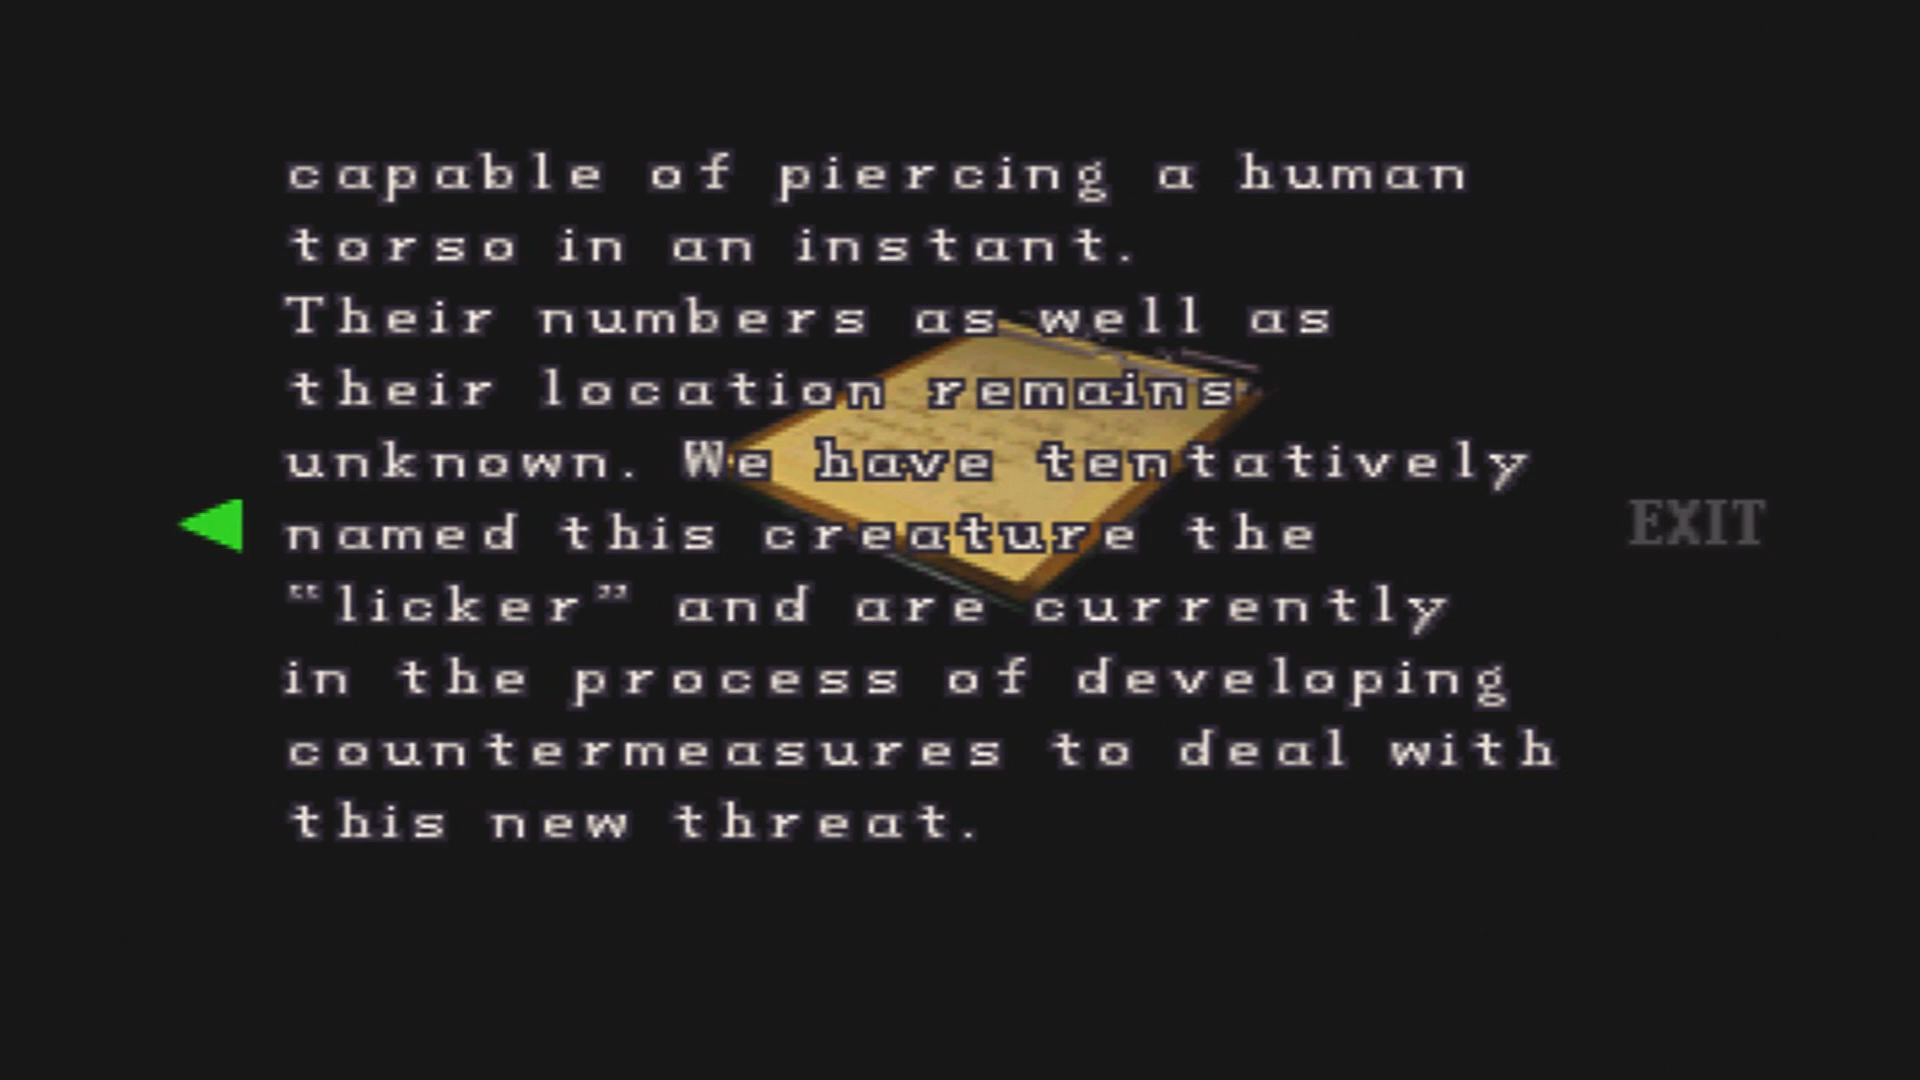 capable of piercing a human
torso in an instant.
Their numbers as well as
their location remains
unknown. We have tentatively
named this creature the
“licker” and are currently
in the process of developing
countermeasures to deal with
this new threat.
EXIT